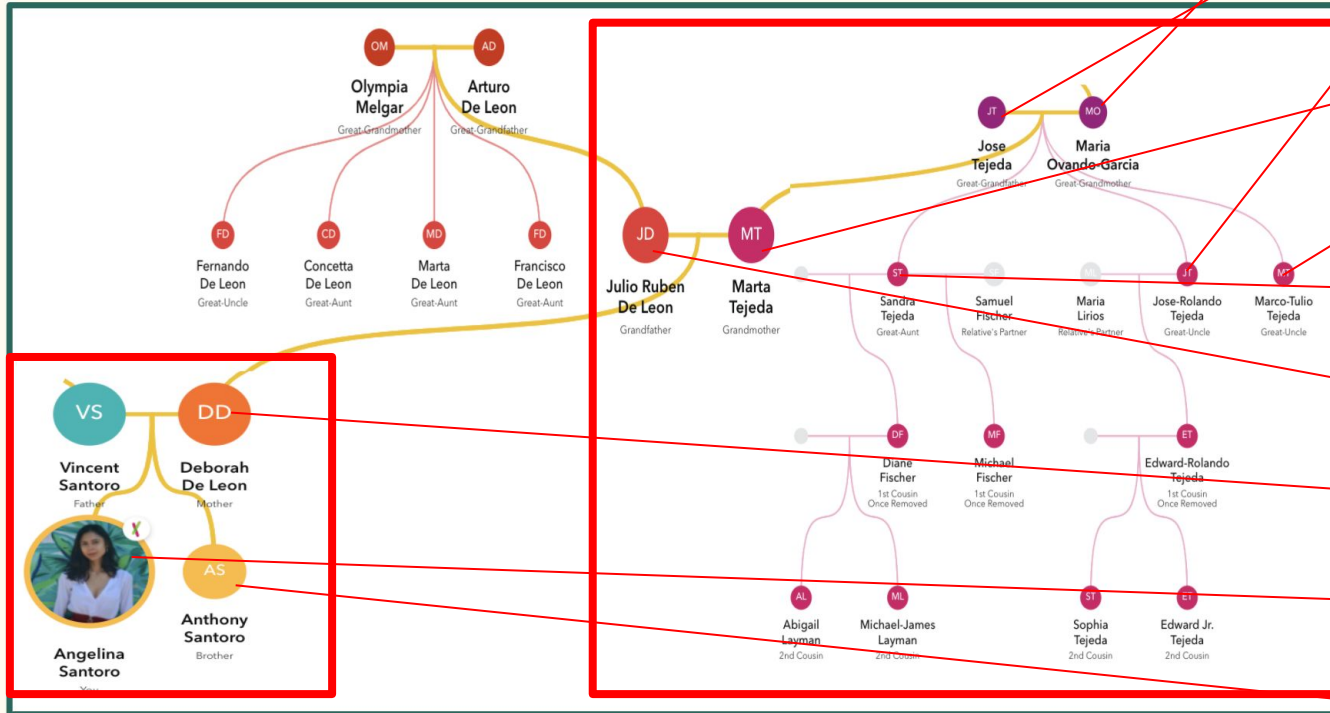 OM
AD
Olympia
Melgar
Great-Grandmother
Arturo
De Leon
Great-Grandfather
JT
MO
Jose
Tejeda
Great-Grandfather
Maria
Ovando-Garcia
Great-Grandmother
FD
CD
MD
FD
Fernando
De Leon
Great-Uncle
Concetta
De Leon
Great-Aunt
Marta
De Leon
Great-Aunt
Francisco
De Leon
Great-Aunt
JD
MT
Julio Ruben
De Leon
Grandfather
Marta
Tejeda
Grandmother
ST
SF
ML
JT
MT
Sandra
Tejeda
Great-Aunt
Samuel
Fischer
Relative's Partner
Maria
Lirios
Relative's Partner
Jose-Rolando
Tejeda
Great-Uncle
Marco-Tulio
Tejeda
Great-Uncle
VS
DD
Vincent
Santoro
Father
Deborah
De Leon
Mother
DF
MF
ET
Diane
Fischer
1st Cousin
Once Removed
Michael
Fischer
1st Cousin
Once Removed
Edward-Rolando
Tejeda
1st Cousin
Once Removed
AS
Angelina
Santoro
You
Anthony
Santoro
Brother
AL
ML
ST
ET
Abigail
Layman
2nd Cousin
Michael-James
Layman
2nd Cousin
Sophia
Tejeda
2nd Cousin
Edward Jr.
Tejeda
2nd Cousin